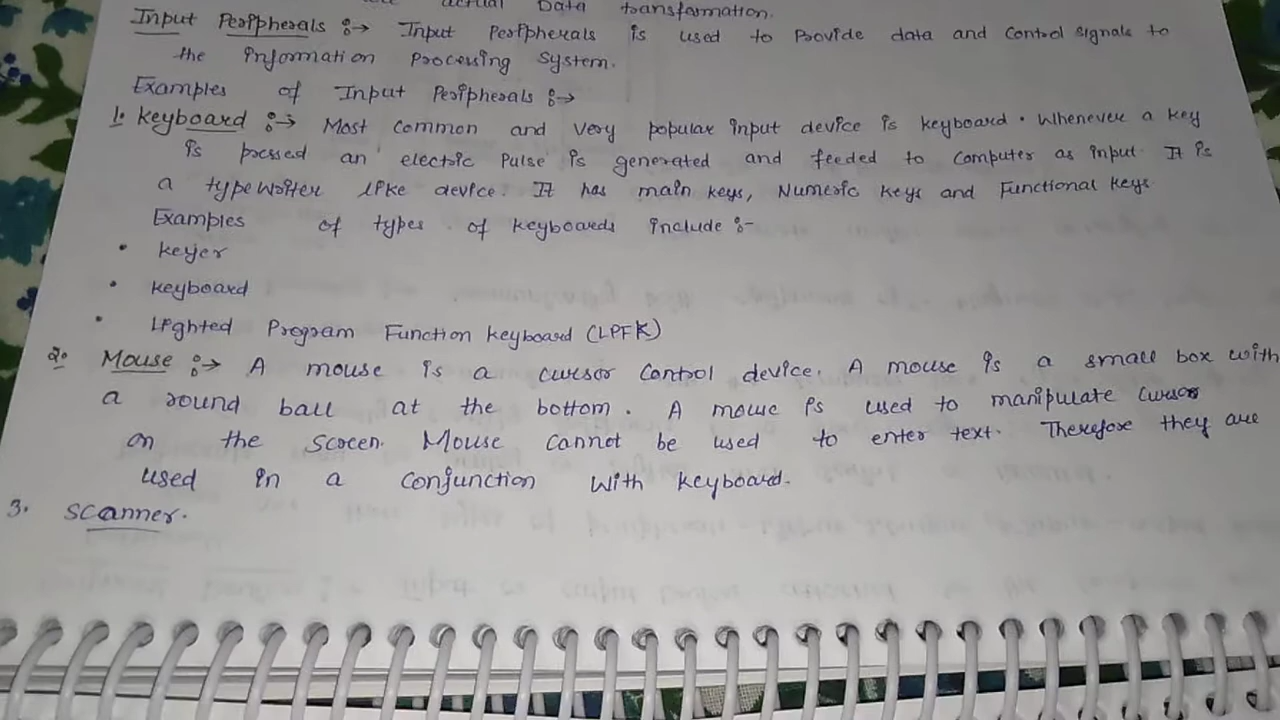 actual Data transformation.
Input Peripherals :→ Input Peripherals is used to Provide data and Control signals to
the Information Processing System.
Examples of Input Peripherals :→
1. Keyboard :→ Most Common and Very popular input device is keyboard. Whenever a key
is pressed an electric Pulse is generated and feeded to Computer as input. It is
a typewriter like device. It has main keys, Numeric Keys and Functional keys
Examples of types of keyboards include :-
• keyer
• keyboard
• Lighted Program Function keyboard (LPFK)
2. Mouse :→ A mouse is a cursor Control device. A mouse is a small box with
a round ball at the bottom. A mouse is used to manipulate Cursor
on the screen. Mouse Cannot be used to enter text. Therefore they are
used in a conjunction with keyboard.
3. Scanner.